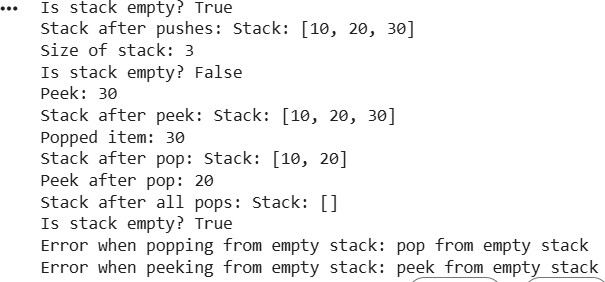 Is stack empty? True
Stack after pushes: Stack: [10, 20, 30]
Size of stack: 3
Is stack empty? False
Peek: 30
Stack after peek: Stack: [10, 20, 30]
Popped item: 30
Stack after pop: Stack: [10, 20]
Peek after pop: 20
Stack after all pops: Stack: []
Is stack empty? True
Error when popping from empty stack: pop from empty stack
Error when peeking from empty stack: peek from empty stack